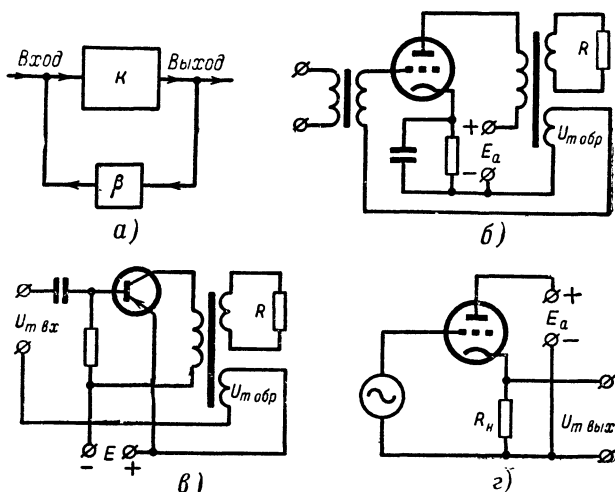 Вход
Выход
К
β
а)
R
+
Eа
-
Um обр
б)
Um вх
R
Um обр
- E +
в)
+
Eа
-
Rн
Um вых
г)